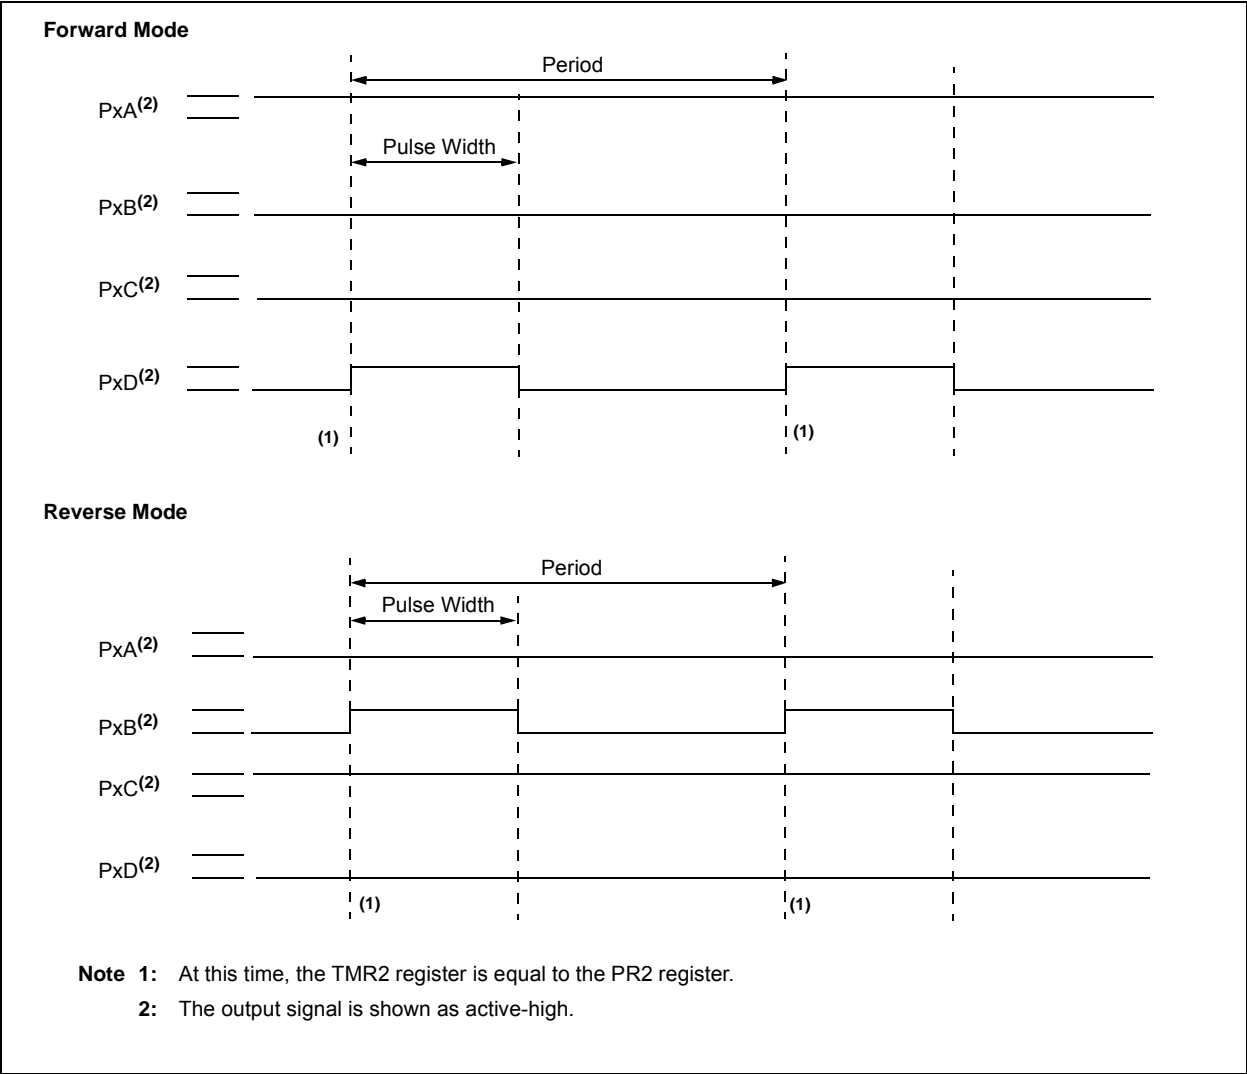 Forward Mode
Period
PxA(2)
Pulse Width
PxB(2)
PxC(2)
PxD(2)
(1) (1)
Reverse Mode
Period
Pulse Width
PxA(2)
PxB(2)
PxC(2)
PxD(2)
(1) (1)
Note 1: At this time, the TMR2 register is equal to the PR2 register.
2: The output signal is shown as active-high.